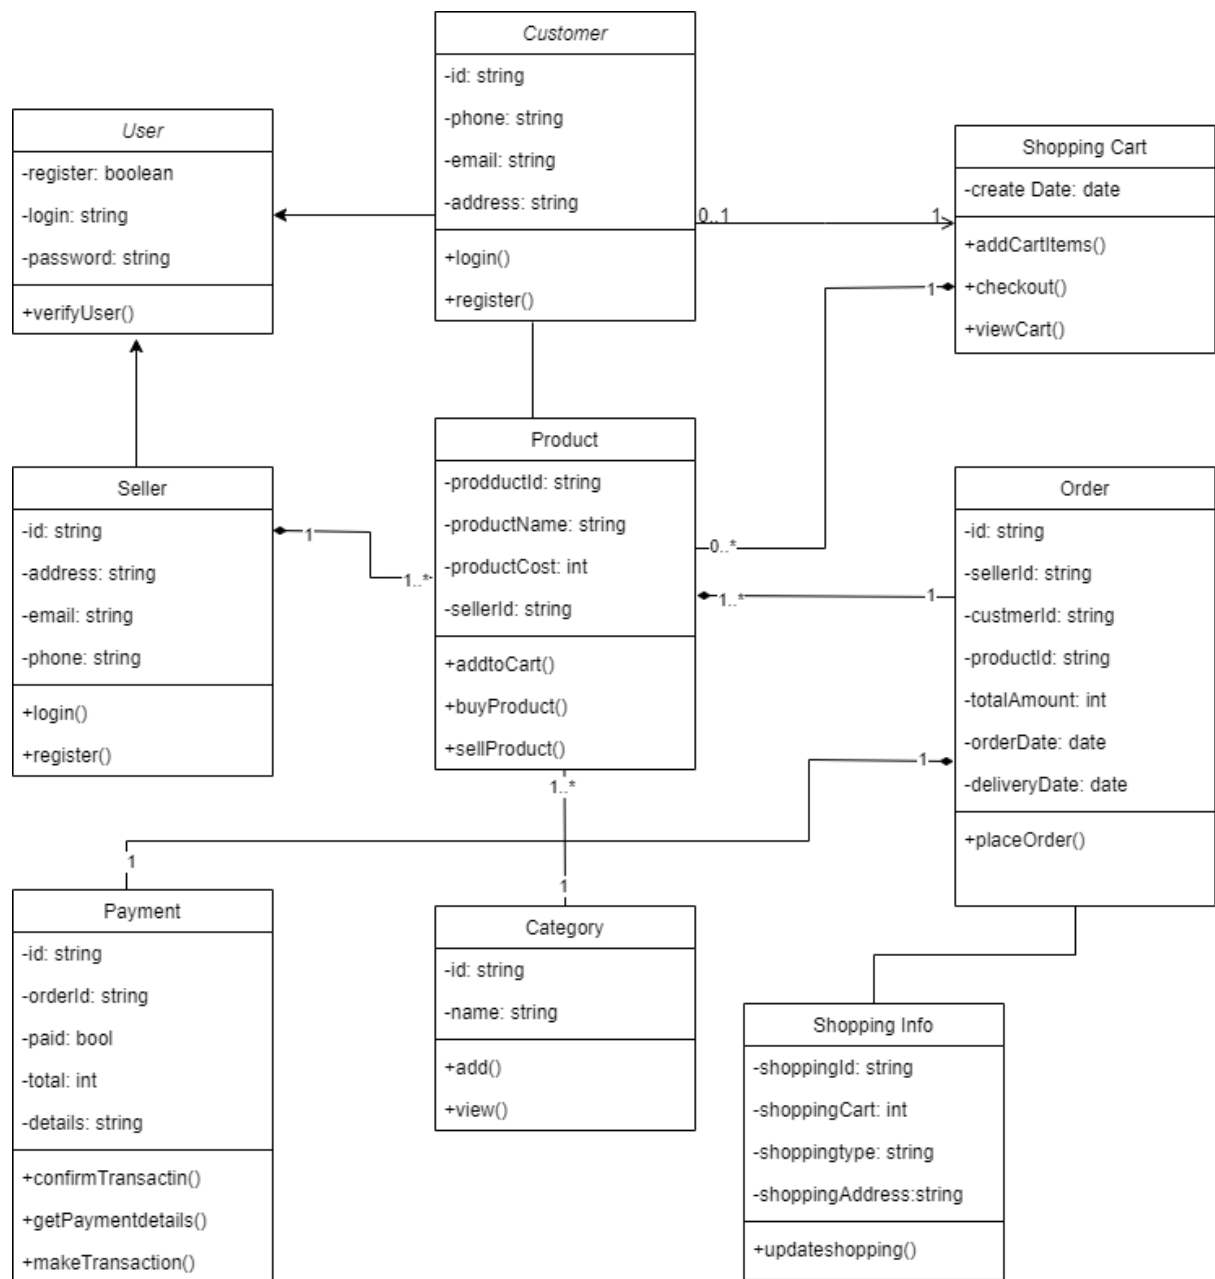 Customer
-id: string
-phone: string
-email: string
-address: string
+login()
+register()
User
-register: boolean
-login: string
-password: string
+verifyUser()
Shopping Cart
-create Date: date
+addCartItems()
+checkout()
+viewCart()
0..1
1
1
Seller
-id: string
-address: string
-email: string
-phone: string
+login()
+register()
1
1..*
Product
-prodductId: string
-productName: string
-productCost: int
-sellerId: string
+addtoCart()
+buyProduct()
+sellProduct()
0..*
1..*
1
Order
-id: string
-sellerId: string
-custmerId: string
-productId: string
-totalAmount: int
-orderDate: date
-deliveryDate: date
+placeOrder()
1
1..*
1
1
Payment
-id: string
-orderId: string
-paid: bool
-total: int
-details: string
+confirmTransactin()
+getPaymentdetails()
+makeTransaction()
Category
-id: string
-name: string
+add()
+view()
Shopping Info
-shoppingId: string
-shoppingCart: int
-shoppingtype: string
-shoppingAddress:string
+updateshopping()